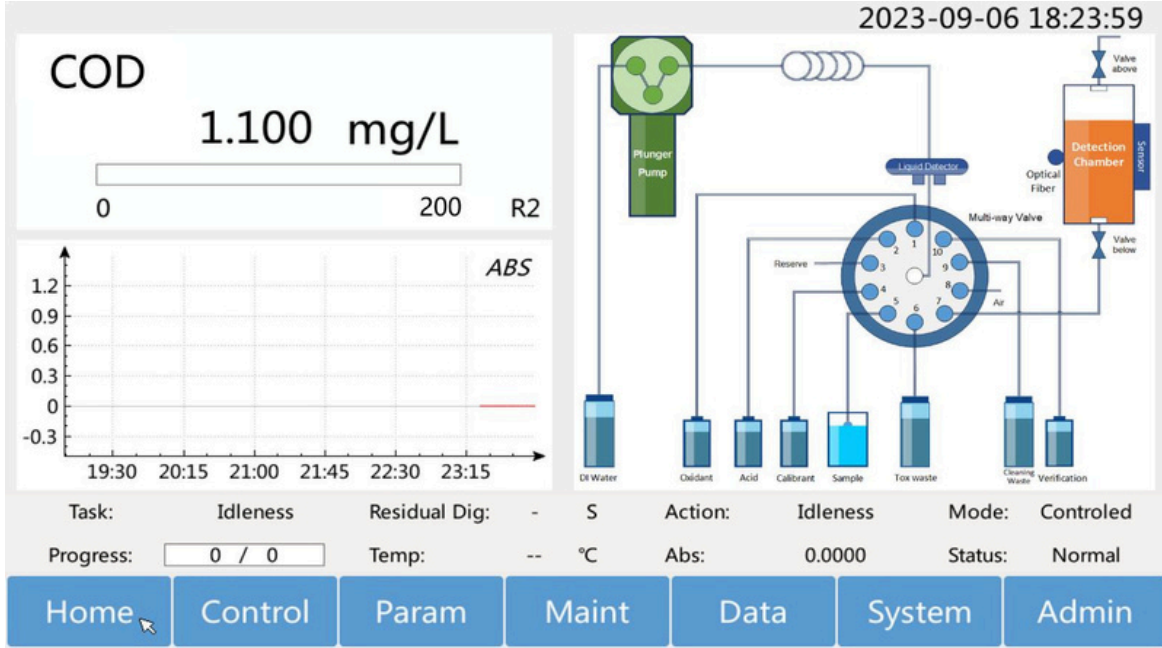 2023-09-06 18:23:59
COD
1.100 mg/L
0 200 R2
ABS
1.2
0.9
0.6
0.3
0
-0.3
19:30 20:15 21:00 21:45 22:30 23:15
Valve
above
Plunger
Pump
Liquid Detector
Optical
Fiber
Detection
Chamber
Sensor
Multi-way Valve
Valve
below
Reserve
Air
1
2
3
4
5
6
7
8
9
10
DI Water
Oxidant
Acid
Calibrant
Sample
Tox waste
Cleaning
Waste
Verification
Task: Idleness Residual Dig: - S Action: Idleness Mode: Controled
Progress: 0 / 0 Temp: -- ℃ Abs: 0.0000 Status: Normal
Home Control Param Maint Data System Admin